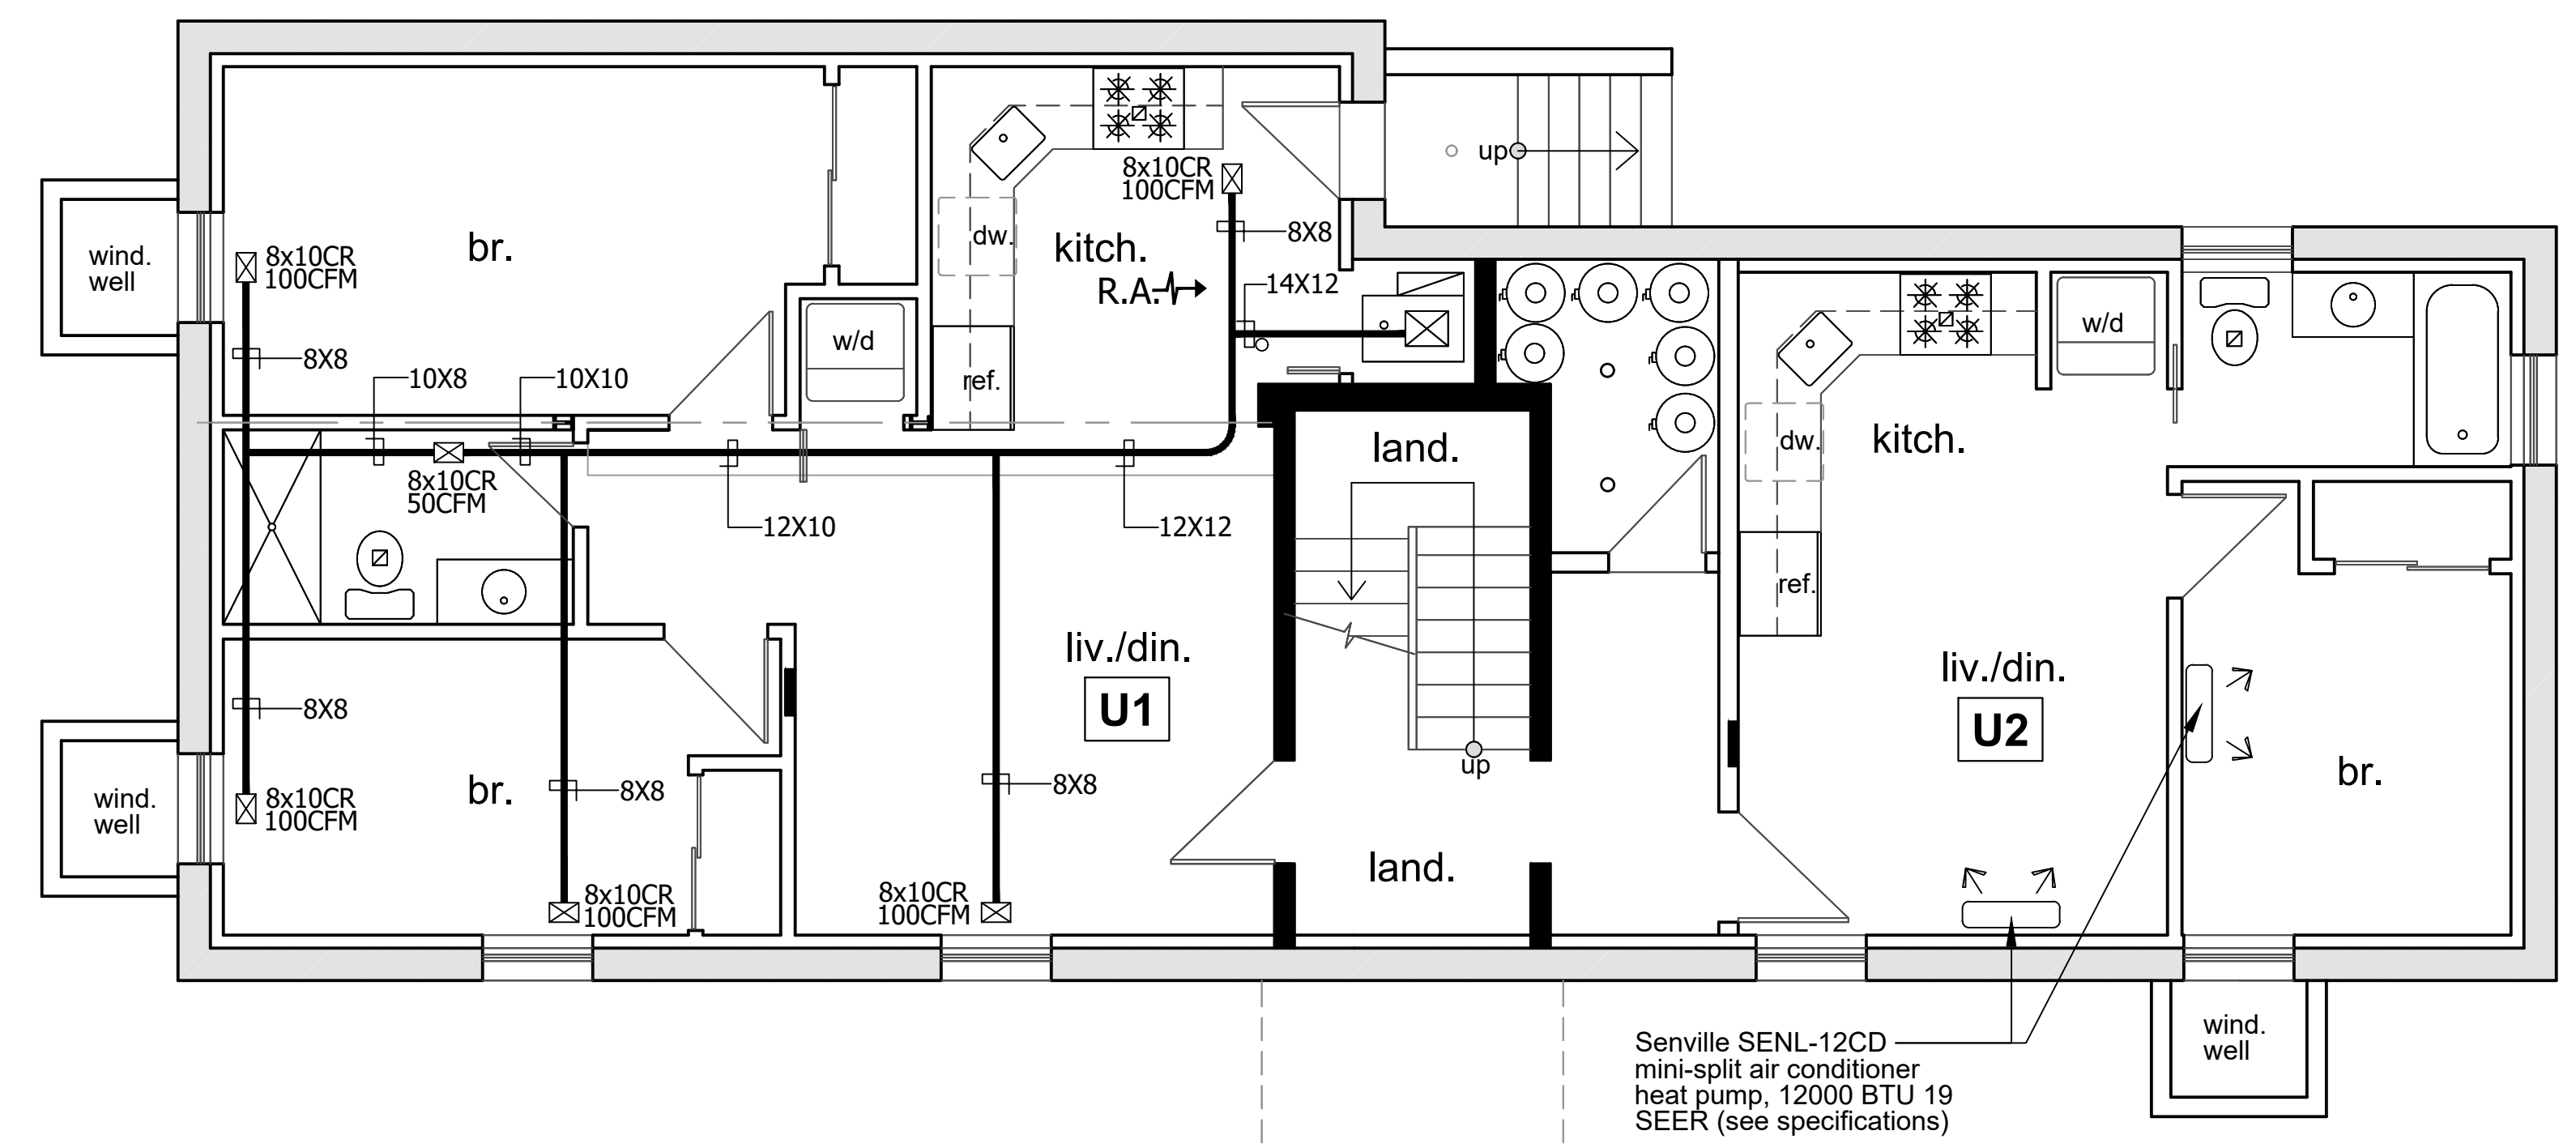 8x10CR
100CFM
up
dw.
kitch.
8X8
wind.
well
8x10CR
100CFM
br.
R.A.
14X12
w/d
w/d
8X8
10X8
10X10
ref.
dw.
kitch.
land.
8x10CR
50CFM
12X10
12X12
ref.
8X8
liv./din.
U1
liv./din.
U2
up
br.
8X8
8X8
br.
wind.
well
8x10CR
100CFM
8x10CR
100CFM
8x10CR
100CFM
land.
Senville SENL-12CD
mini-split air conditioner
heat pump, 12000 BTU 19
SEER (see specifications)
wind.
well